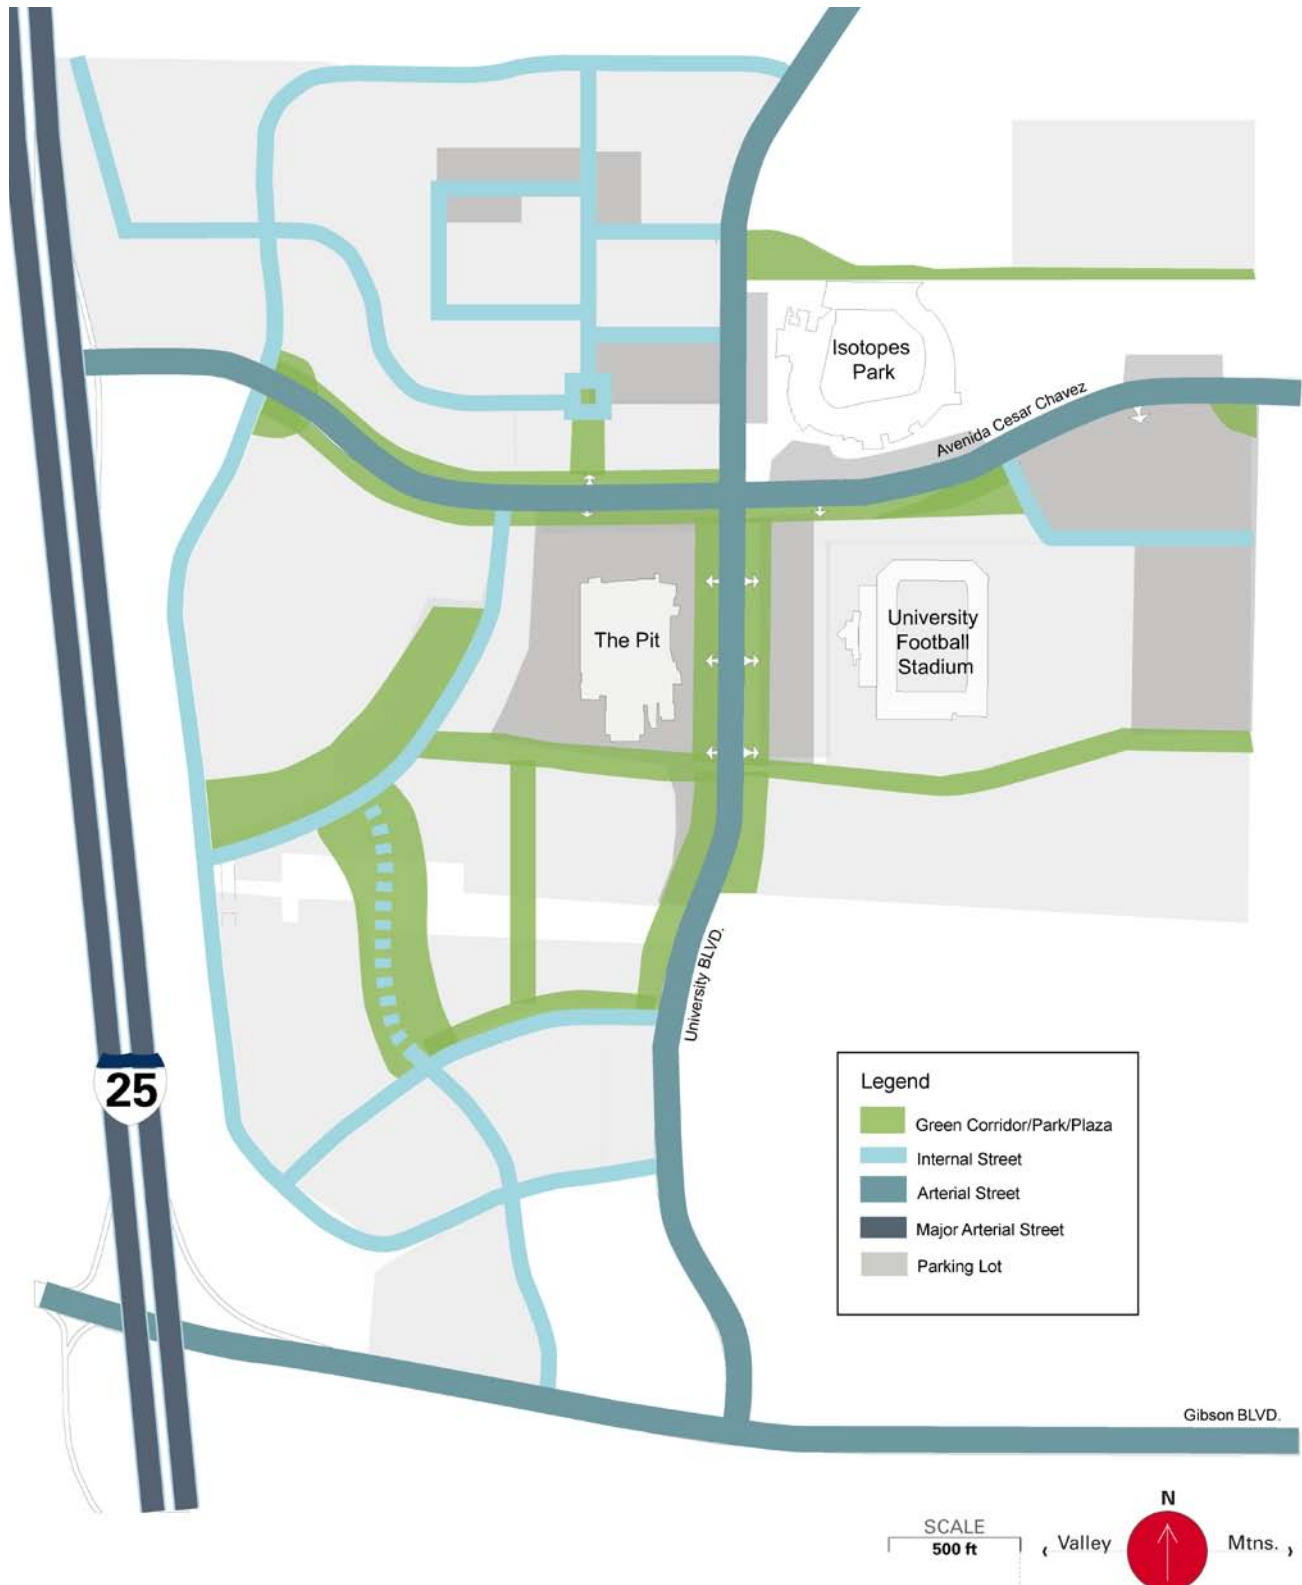 Isotopes
Park
Avenida Cesar Chavez
The Pit
University
Football
Stadium
University BLVD.
25
Legend
Green Corridor/Park/Plaza
Internal Street
Arterial Street
Major Arterial Street
Parking Lot
Gibson BLVD.
N
SCALE
500 ft
Valley
Mtns.